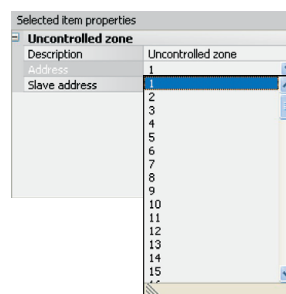 Selected item properties
Uncontrolled zone
Description Uncontrolled zone
Address 1
Slave address 1
2
3
4
5
6
7
8
9
10
11
12
13
14
15